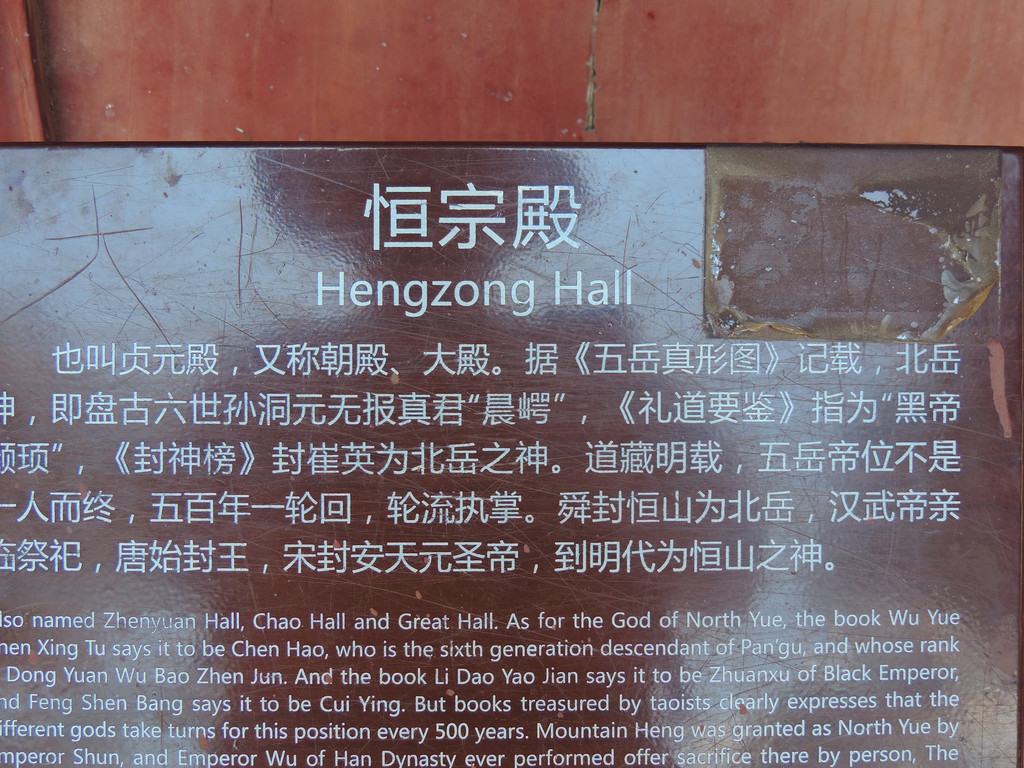 恒宗殿
Hengzong Hall
也叫贞元殿，又称朝殿、大殿。据《五岳真形图》记载，北岳
神，即盘古六世孙洞元无报真君“晨崿”，《礼道要鉴》指为“黑帝
颛顼”，《封神榜》封崔英为北岳之神。道藏明载，五岳帝位不是
一人而终，五百年一轮回，轮流执掌。舜封恒山为北岳，汉武帝亲
临祭祀，唐始封王，宋封安天元圣帝，到明代为恒山之神。
lso named Zhenyuan Hall, Chao Hall and Great Hall. As for the God of North Yue, the book Wu Yue
hen Xing Tu says it to be Chen Hao, who is the sixth generation descendant of Pan'gu, and whose rank
Dong Yuan Wu Bao Zhen Jun. And the book Li Dao Yao Jian says it to be Zhuanxu of Black Emperor,
nd Feng Shen Bang says it to be Cui Ying. But books treasured by taoists clearly expresses that the
ifferent gods take turns for this position every 500 years. Mountain Heng was granted as North Yue by
mperor Shun, and Emperor Wu of Han Dynasty ever performed offer sacrifice there by person, The